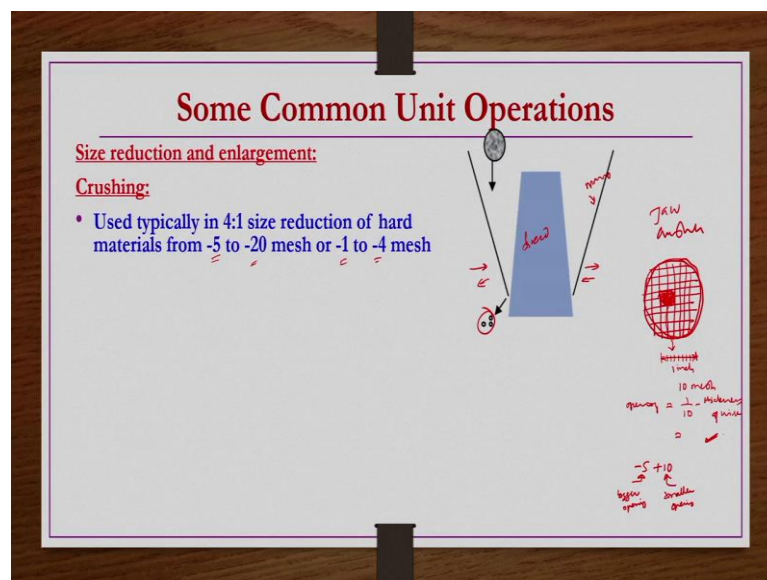 Some Common Unit Operations
Size reduction and enlargement:
Crushing:
• Used typically in 4:1 size reduction of hard
materials from -5 to -20 mesh or -1 to -4 mesh
Jaw
1 inch
10 mesh
opening = 1/10 - thickness
of wire
=
-5 +10
bigger
opening
smaller
opening